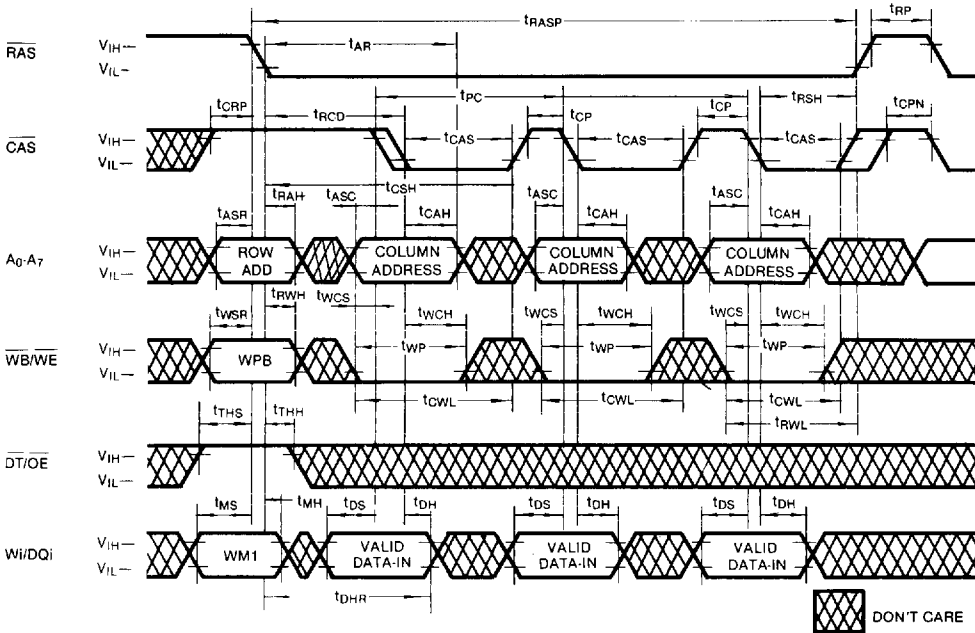 tRASP
tRP
tAR
RAS
VIH
VIL
tPC
tRSH
tCRP
tRCD
tCP
tCP
tCPN
CAS
VIH
VIL
tCAS
tCAS
tCAS
tCSH
tRAH
tASC
tASC
tASC
tASR
tCAH
tCAH
tCAH
A0-A7
VIH
VIL
ROW
ADD
COLUMN
ADDRESS
COLUMN
ADDRESS
COLUMN
ADDRESS
tRWH
tWCS
tWSR
tWCH
tWCS
tWCH
tWCS
tWCH
WB/WE
VIH
VIL
WPB
tWP
tWP
tWP
tCWL
tCWL
tCWL
tRWL
tTHS
tTHH
DT/OE
VIH
VIL
tMS
tMH
tDS
tDH
tDS
tDH
tDS
tDH
Wi/DQi
VIH
VIL
WM1
VALID
DATA-IN
VALID
DATA-IN
VALID
DATA-IN
tDHR
DON'T CARE